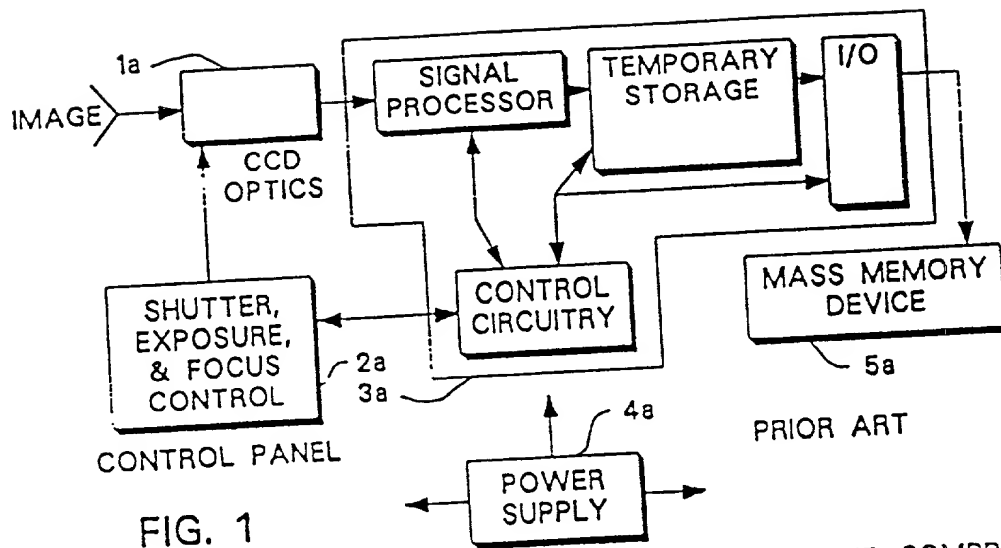 1a
IMAGE
CCD
OPTICS
SIGNAL
PROCESSOR
TEMPORARY
STORAGE
I/O
SHUTTER,
EXPOSURE,
& FOCUS
CONTROL
2a
3a
CONTROL PANEL
CONTROL
CIRCUITRY
MASS MEMORY
DEVICE
5a
4a
PRIOR ART
POWER
SUPPLY
FIG. 1